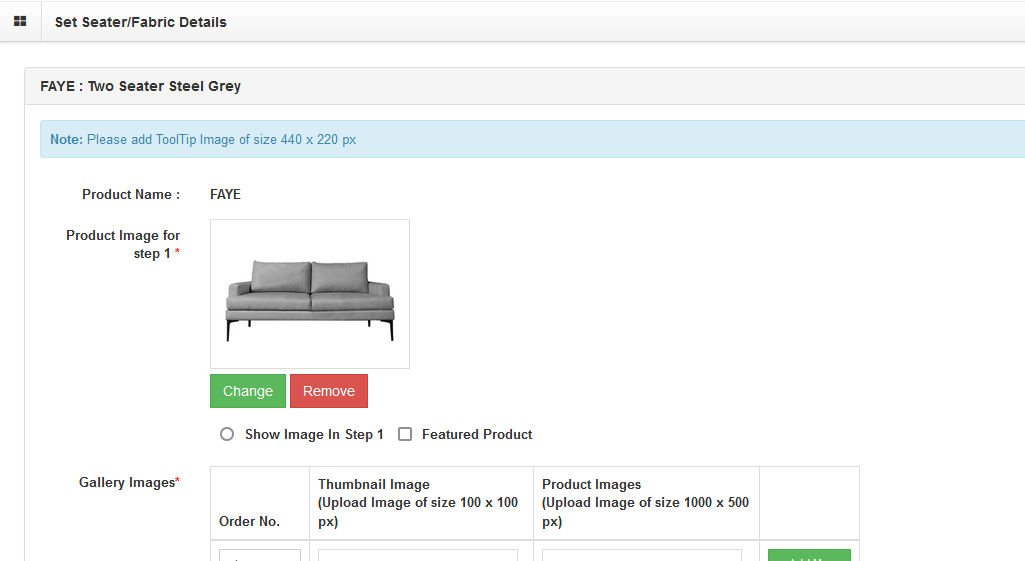 Set Seater/Fabric Details
FAYE : Two Seater Steel Grey
Note: Please add ToolTip Image of size 440 x 220 px
Product Name :
FAYE
Product Image for
step 1 *
Change
Remove
Show Image In Step 1
Featured Product
Gallery Images*
Order No.
Thumbnail Image
(Upload Image of size 100 x 100
px)
Product Images
(Upload Image of size 1000 x 500
px)